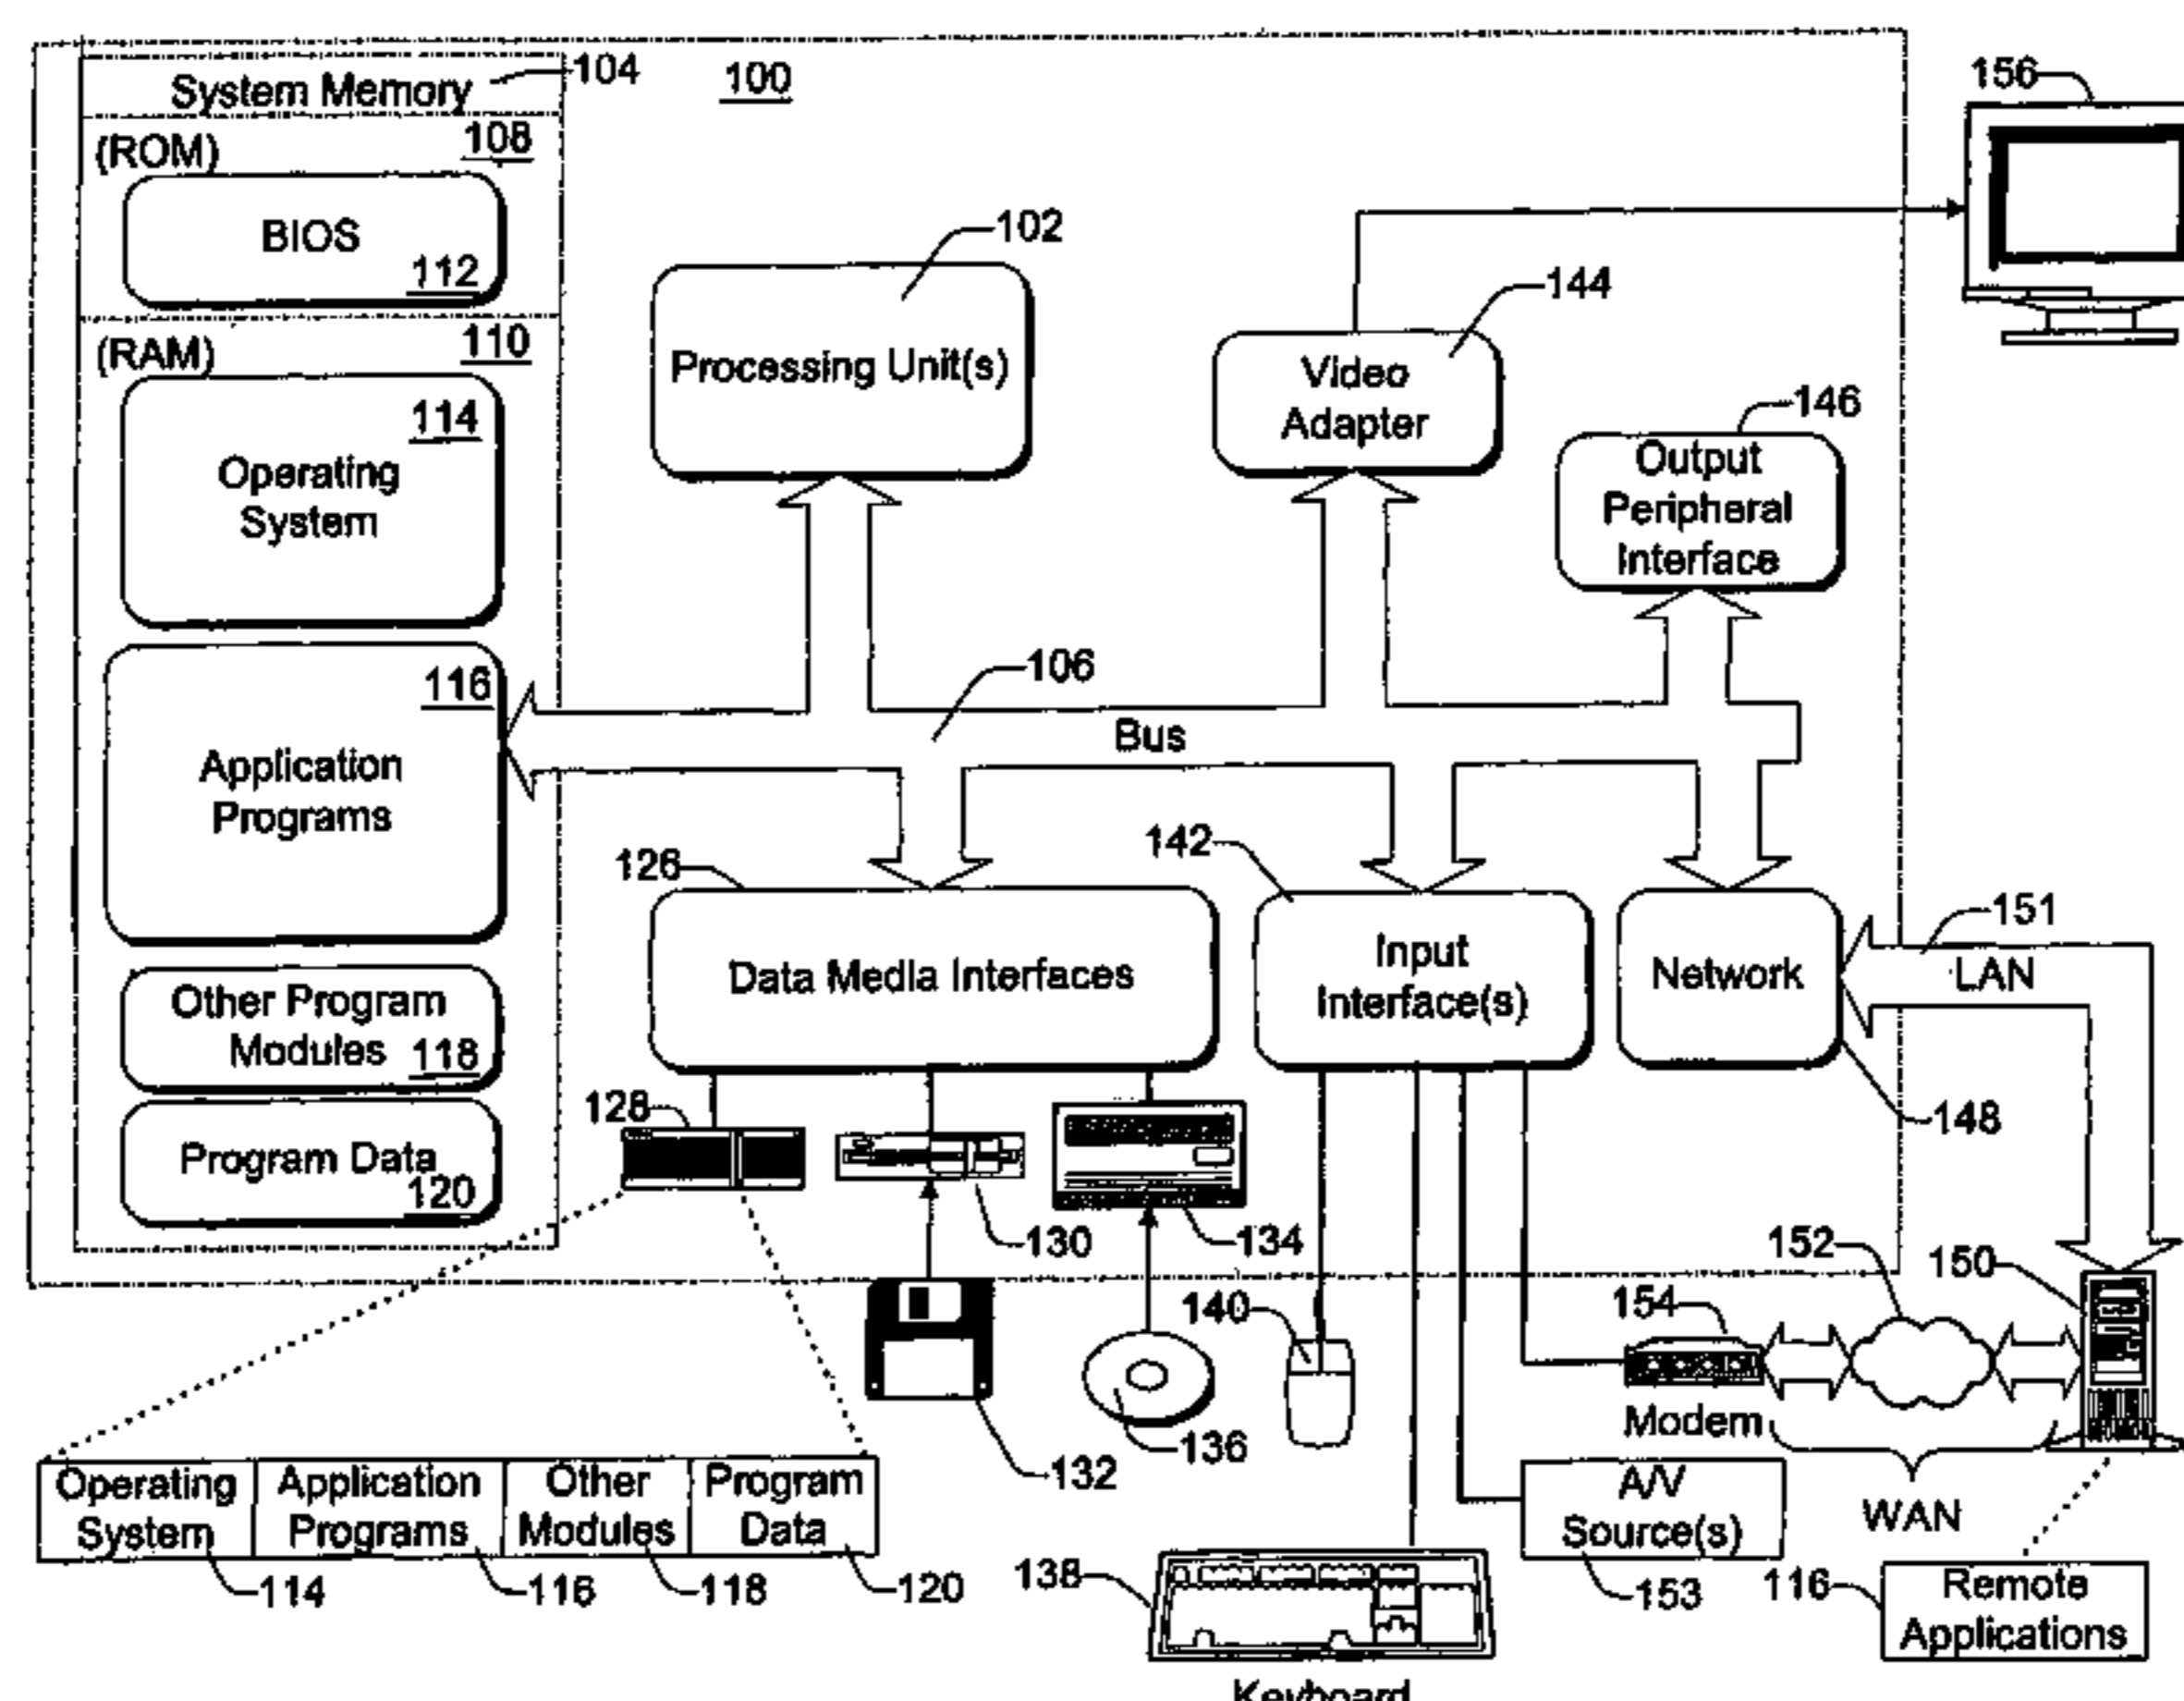 System Memory
104
100
156
(ROM)
108
BIOS
112
102
Processing Unit(s)
144
Video
Adapter
146
Output
Peripheral
Interface
(RAM)
110
114
Operating
System
116
Application
Programs
106
Bus
Other Program
Modules
118
Program Data
120
126
Data Media Interfaces
142
Input
Interface(s)
Network
151
LAN
148
128
130
134
152
150
154
140
Modem
136
132
WAN
Operating
System
Application
Programs
Other
Modules
Program
Data
114
116
118
120
A/V
Source(s)
153
138
Keyboard
116
Remote
Applications